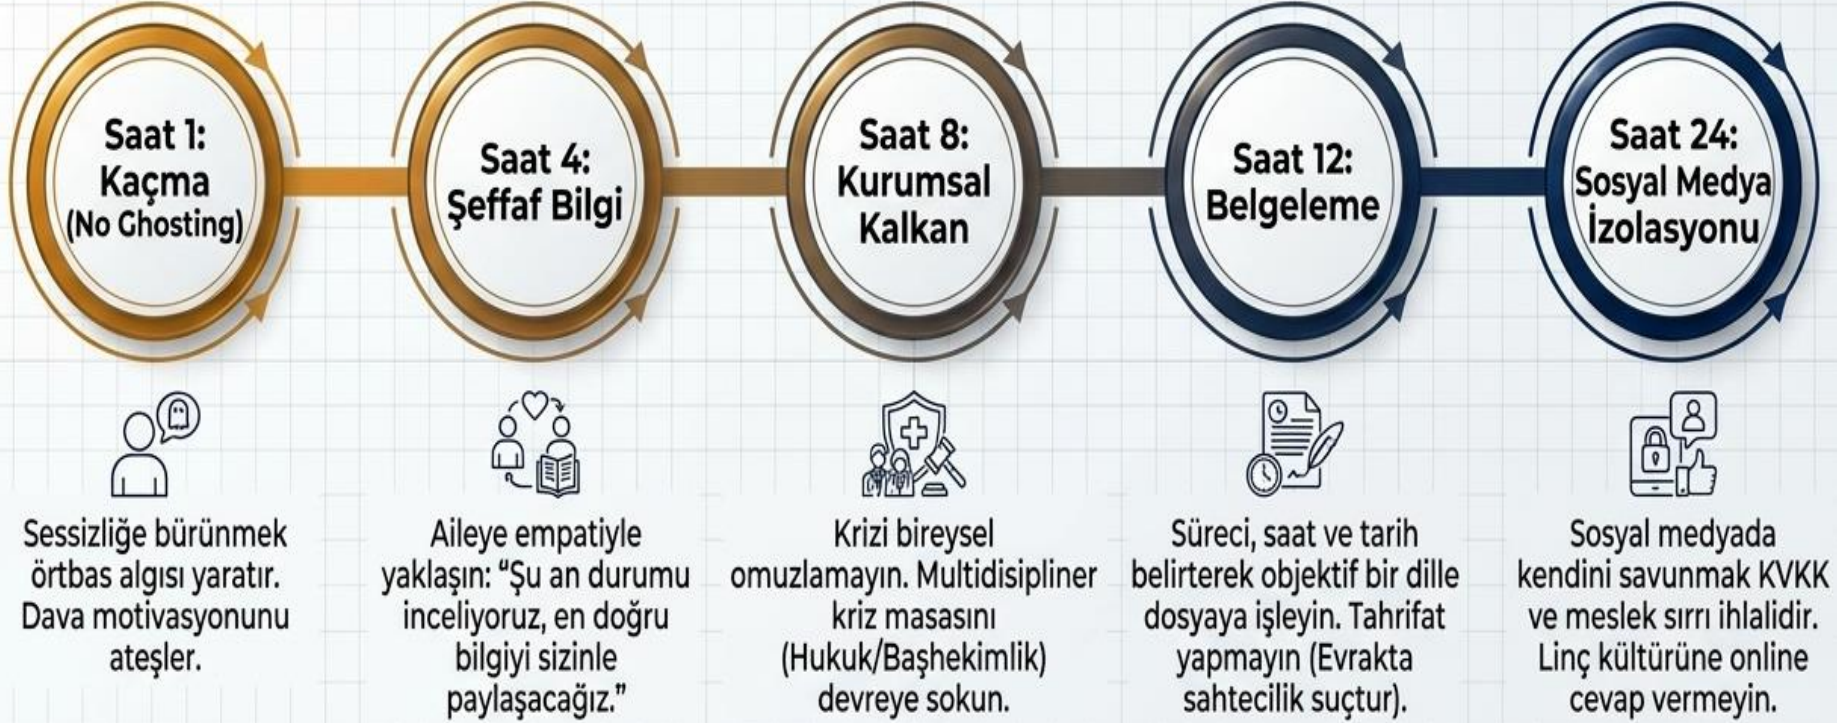 Saat 1:
Kaçma
(No Ghosting)
Sessizliğe bürünmek
örtbas algısı yaratır.
Dava motivasyonunu
ateşler.
Saat 4:
Şeffaf Bilgi
Aileye empatiyle
yaklaşın: “Şu an durumu
inceliyoruz, en doğru
bilgiyi sizinle
paylaşacağız.”
Saat 8:
Kurumsal
Kalkan
Krizi bireysel
omuzlamayın. Multidisipliner
kriz masasını
(Hukuk/Başhekimlik)
devreye sokun.
Saat 12:
Belgeleme
Süreci, saat ve tarih
belirterek objektif bir dille
dosyaya işleyin. Tahrifat
yapmayın (Evrakta
sahtecilik suçtur).
Saat 24:
Sosyal Medya
İzolasyonu
Sosyal medyada
kendini savunmak KVKK
ve meslek sırrı ihlalidir.
Linç kültürüne online
cevap vermeyin.